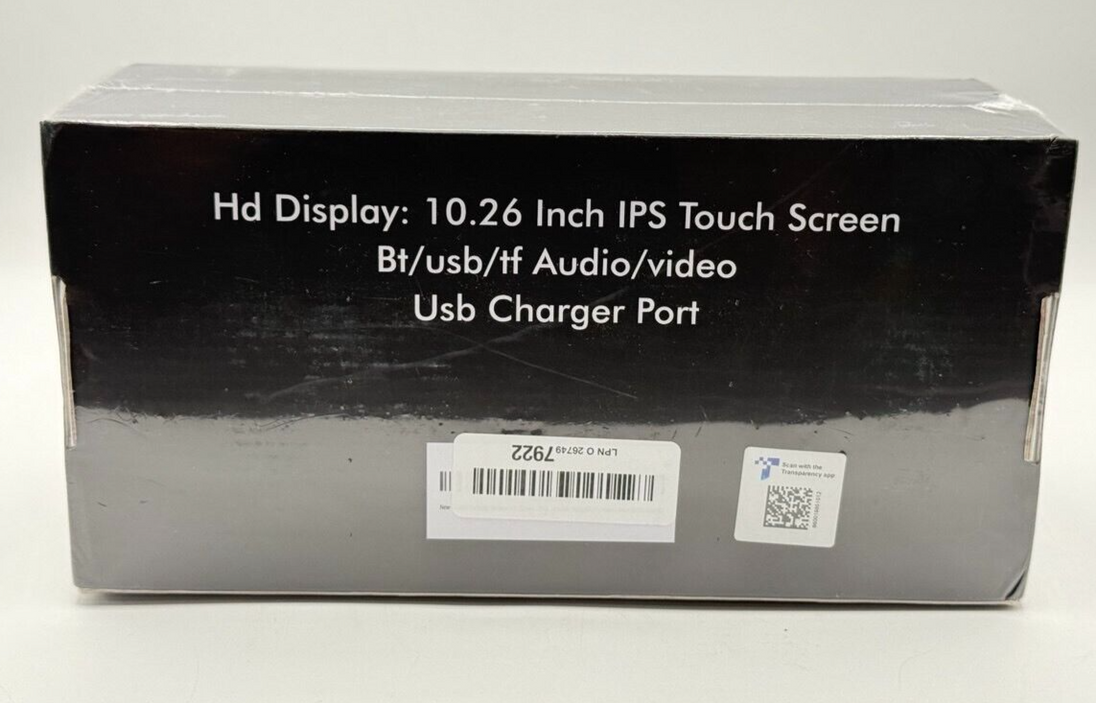 Hd Display: 10.26 Inch IPS Touch Screen
Bt/usb/tf Audio/video
Usb Charger Port
LPN O 26749 7922
Scan with the
Transparency app